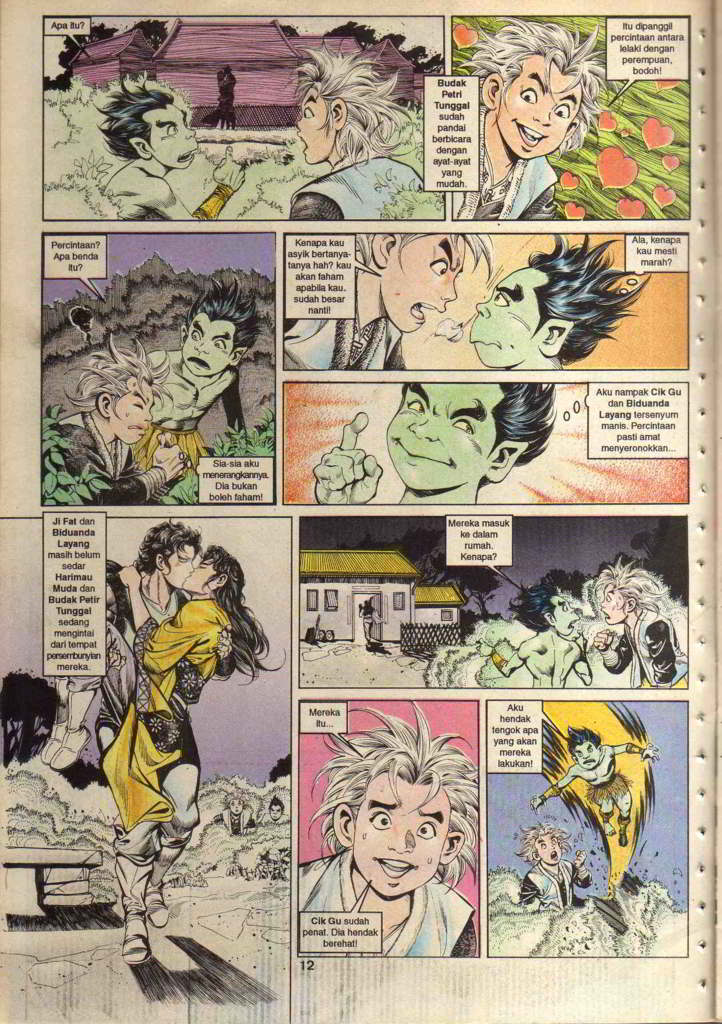 Apa itu?
Itu dipanggil
percintaan antara
lelaki dengan
perempuan,
bodoh!
Budak
Petri
Tunggal
sudah
pandai
berbicara
dengan
ayat-ayat
yang
mudah.
Percintaan?
Apa benda
itu?
Sia-sia aku
menerangkannya.
Dia bukan
boleh faham!
Kenapa kau
asyik bertanya-
tanya hah? kau
akan faham
apabila kau
sudah besar
nanti!
Ala, kenapa
kau mesti
marah?
Aku nampak Cik Gu
dan Biduanda
Layang tersenyum
manis. Percintaan
pasti amat
menyeronokkan...
Ji Fat dan
Biduanda
Layang
masih belum
sedar
Harimau
Muda dan
Budak Petir
Tunggal
sedang
mengintai
dari tempat
persembunyian
mereka.
Mereka masuk
ke dalam
rumah.
Kenapa?
Mereka
itu...
Cik Gu sudah
penat. Dia hendak
berehat!
Aku
hendak
tengok apa
yang akan
mereka
lakukan!
12